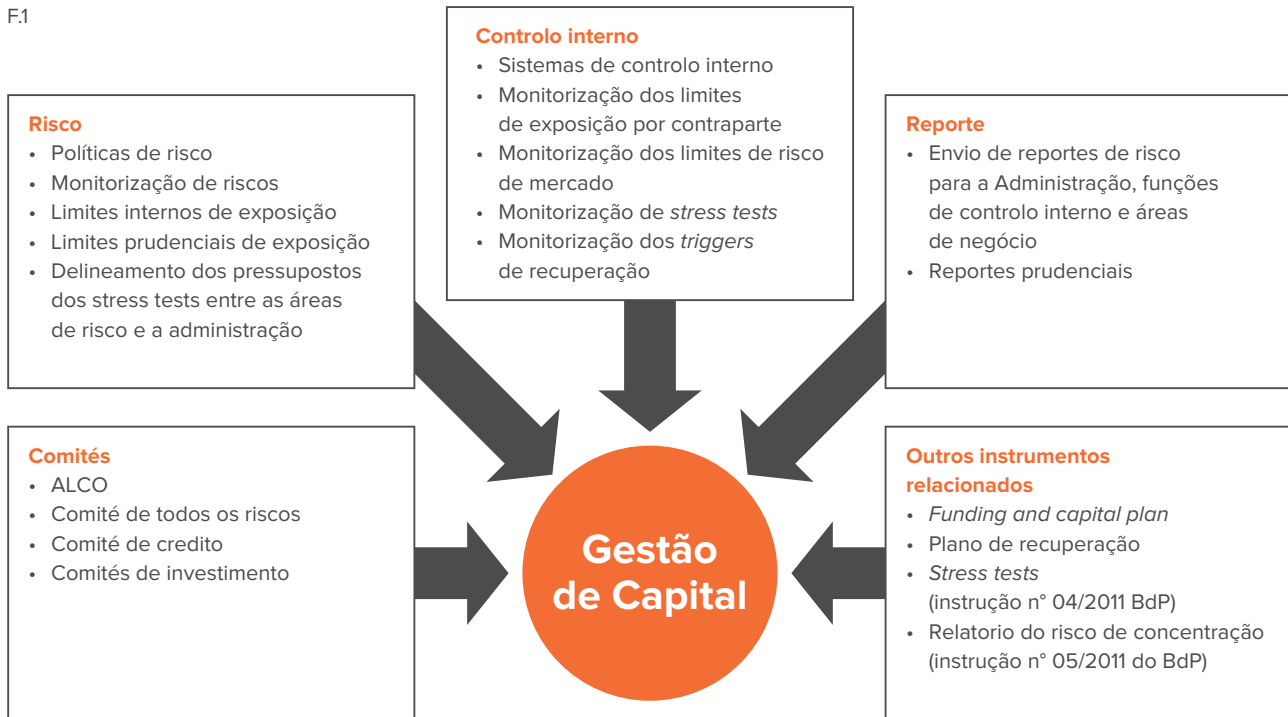 F.1
Controlo interno
• Sistemas de controlo interno
• Monitorização dos limites
de exposição por contraparte
• Monitorização dos limites de risco
de mercado
• Monitorização de stress tests
• Monitorização dos triggers
de recuperação
Risco
• Políticas de risco
• Monitorização de riscos
• Limites internos de exposição
• Limites prudenciais de exposição
• Delineamento dos pressupostos
dos stress tests entre as áreas
de risco e a administração
Reporte
• Envio de reportes de risco
para a Administração, funções
de controlo interno e áreas
de negócio
• Reportes prudenciais
Comités
• ALCO
• Comité de todos os riscos
• Comité de credito
• Comités de investimento
Gestão
de Capital
Outros instrumentos
relacionados
• Funding and capital plan
• Plano de recuperação
• Stress tests
(instrução n° 04/2011 BdP)
• Relatorio do risco de concentração
(instrução n° 05/2011 do BdP)